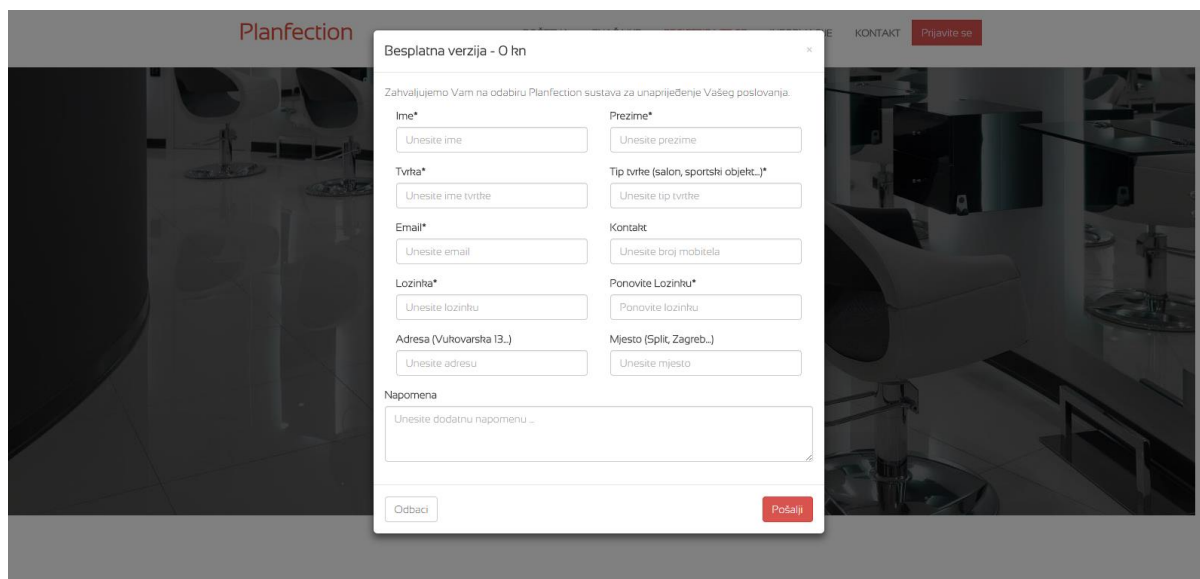 Planfection
KONTAKT
Prijavite se
Besplatna verzija - 0 kn
×
Zahvaljujemo Vam na odabiru Planfection sustava za unaprijeđenje Vašeg poslovanja.
Ime*
Prezime*
Unesite ime
Unesite prezime
Tvrka*
Tip tvrke (salon, sportski objekt...)*
Unesite ime tvrtke
Unesite tip tvrtke
Email*
Kontakt
Unesite email
Unesite broj mobitela
Lozinka*
Ponovite Lozinku*
Unesite lozinku
Ponovite lozinku
Adresa (Vukovarska 13...)
Mjesto (Split, Zagreb...)
Unesite adresu
Unesite mjesto
Napomena
Unesite dodatnu napomenu ...
Odbaci
Pošalji